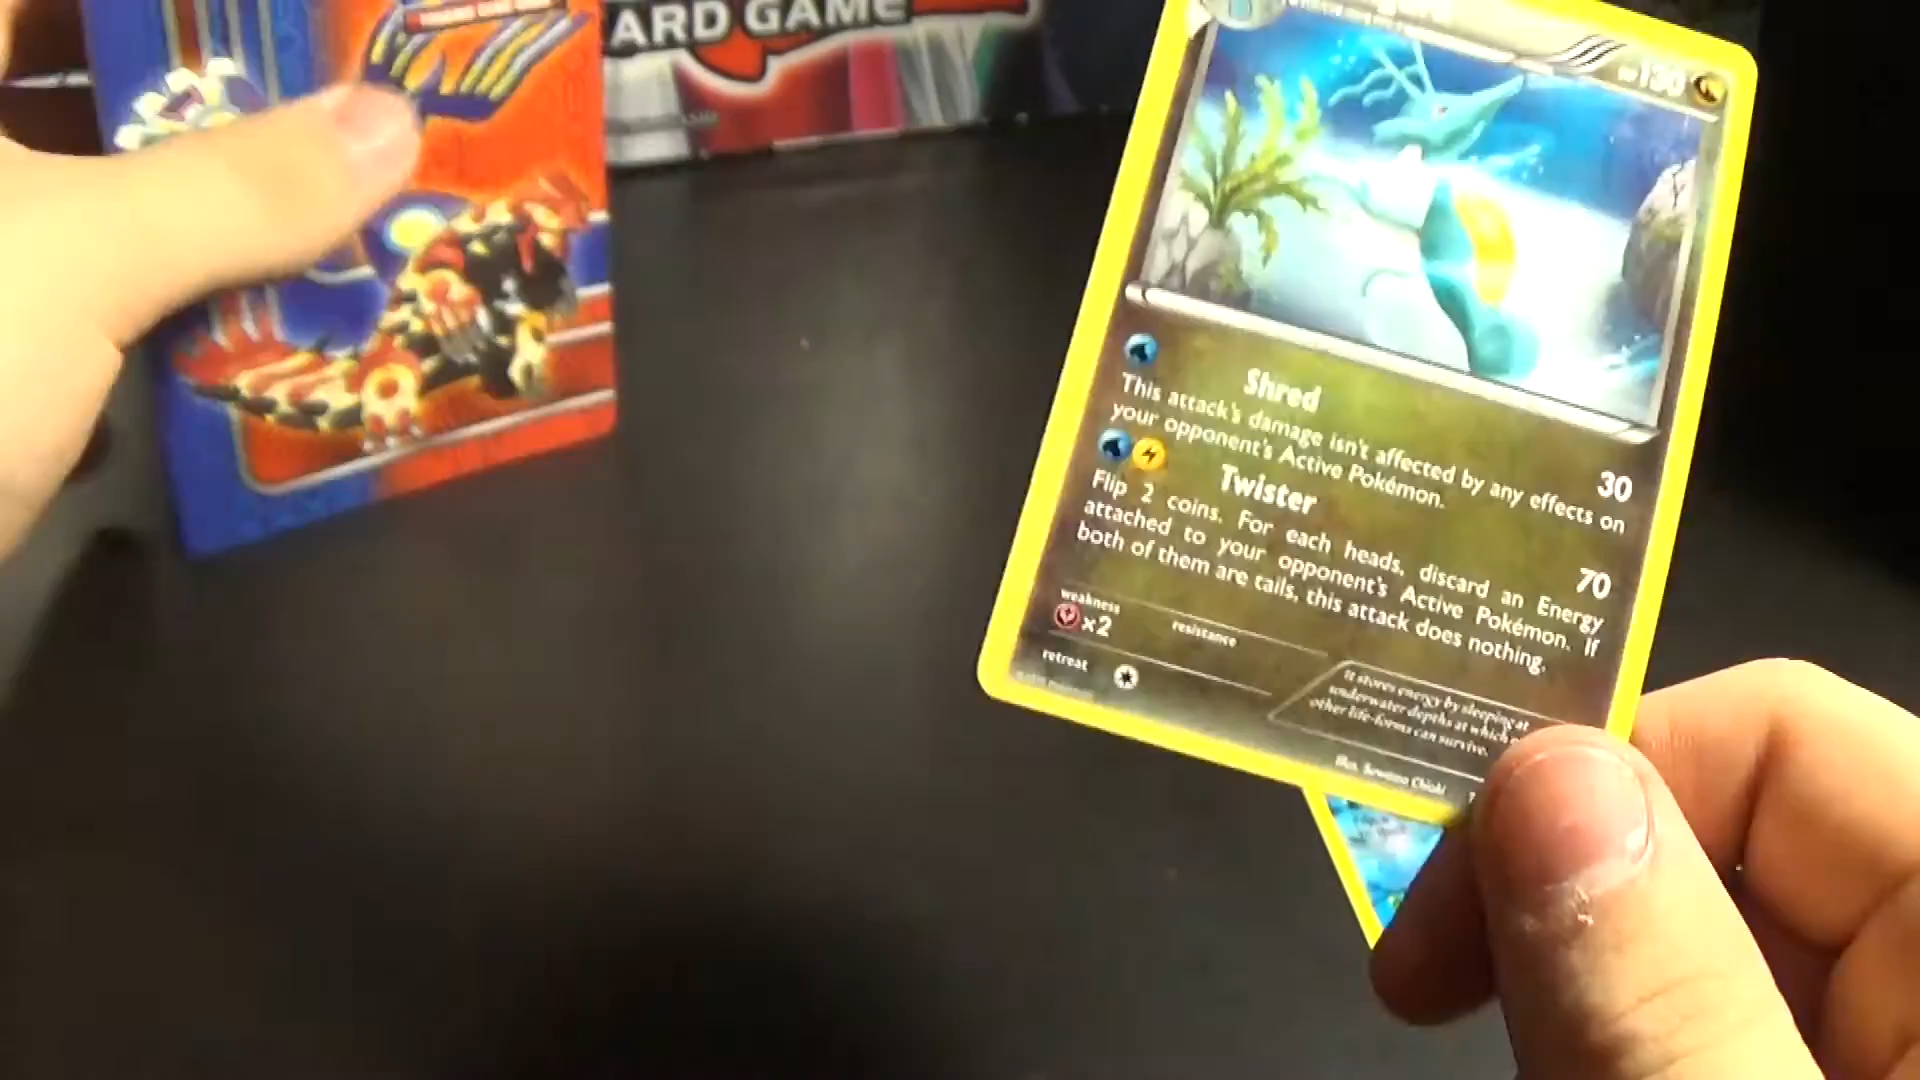 ARD GAME
130
Shred
30
This attack's damage isn't affected by any effects on
your opponent's Active Pokémon.
Twister
70
Flip 2 coins. For each heads, discard an Energy
attached to your opponent's Active Pokémon. If
both of them are tails, this attack does nothing.
weakness
×2
resistance
retreat
It stores energy by sleeping at
underwater depths at which
other life-forms can survive.
Illus. Sawamo Chiaki